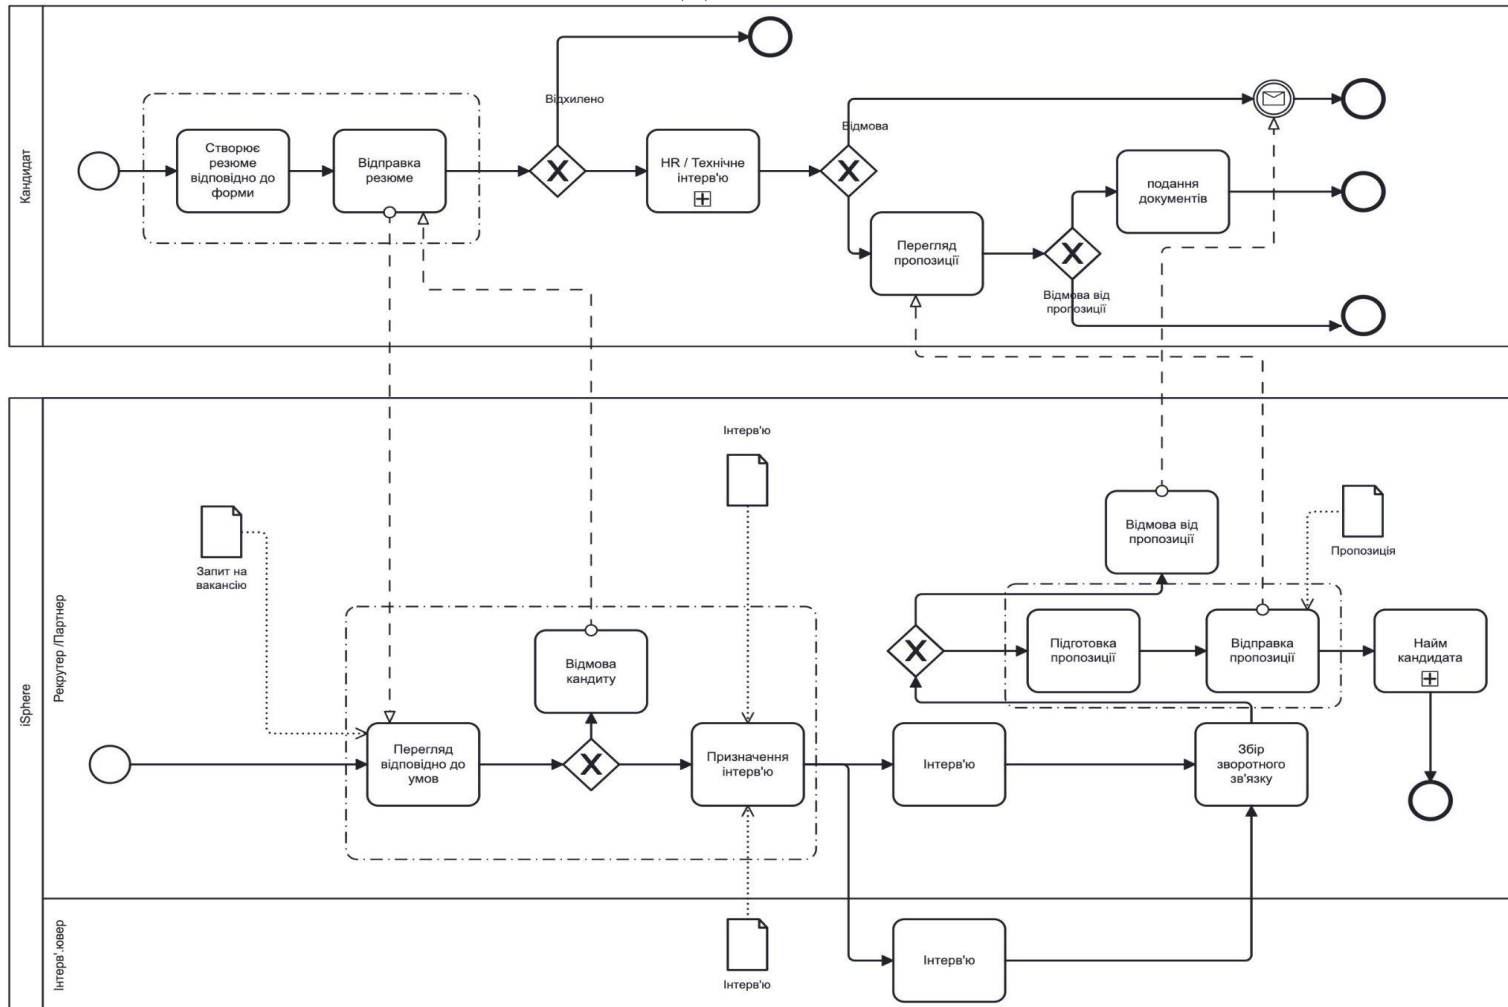 Кандидат
Створює
резюме
відповідно до
форми
Відправка
резюме
Відхилено
HR / Технічне
інтерв'ю
Відмова
Перегляд
пропозиції
подання
документів
Відмова від
пропозиції
iSphere
Рекрутер /Партнер
Запит на
вакансію
Інтерв'ю
Відмова від
пропозиції
Пропозиція
Підготовка
пропозиції
Відправка
пропозиції
Найм
кандидата
Відмова
кандиту
Перегляд
відповідно до
умов
Призначення
інтерв'ю
Інтерв'ю
Збір
зворотного
зв'язку
Інтерв'.ювер
Інтерв'ю
Інтерв'ю